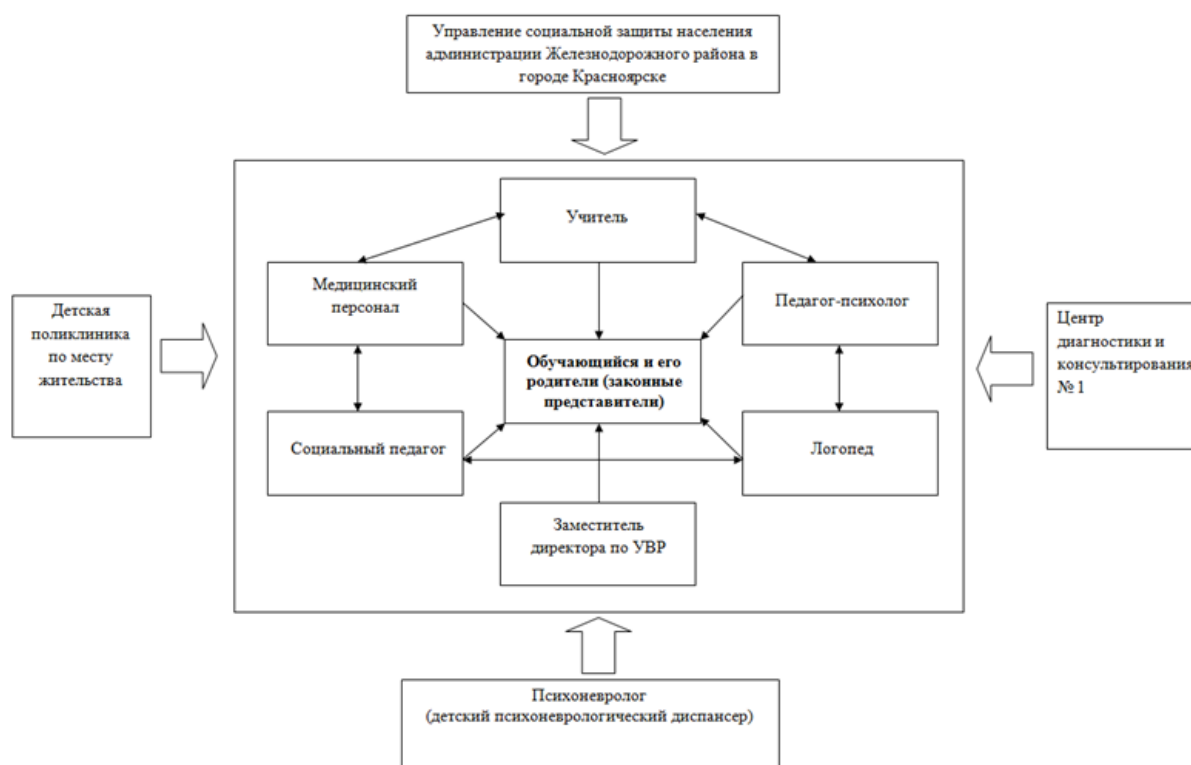 Управление социальной защиты населения
администрации Железнодорожного района в
городе Красноярске
Учитель
Медицинский
персонал
Педагог-психолог
Детская
поликлиника
по месту
жительства
Центр
диагностики и
консультирования
№ 1
Обучающийся и его
родители (законные
представители)
Социальный педагог
Логопед
Заместитель
директора по УВР
Психоневролог
(детский психоневрологический диспансер)